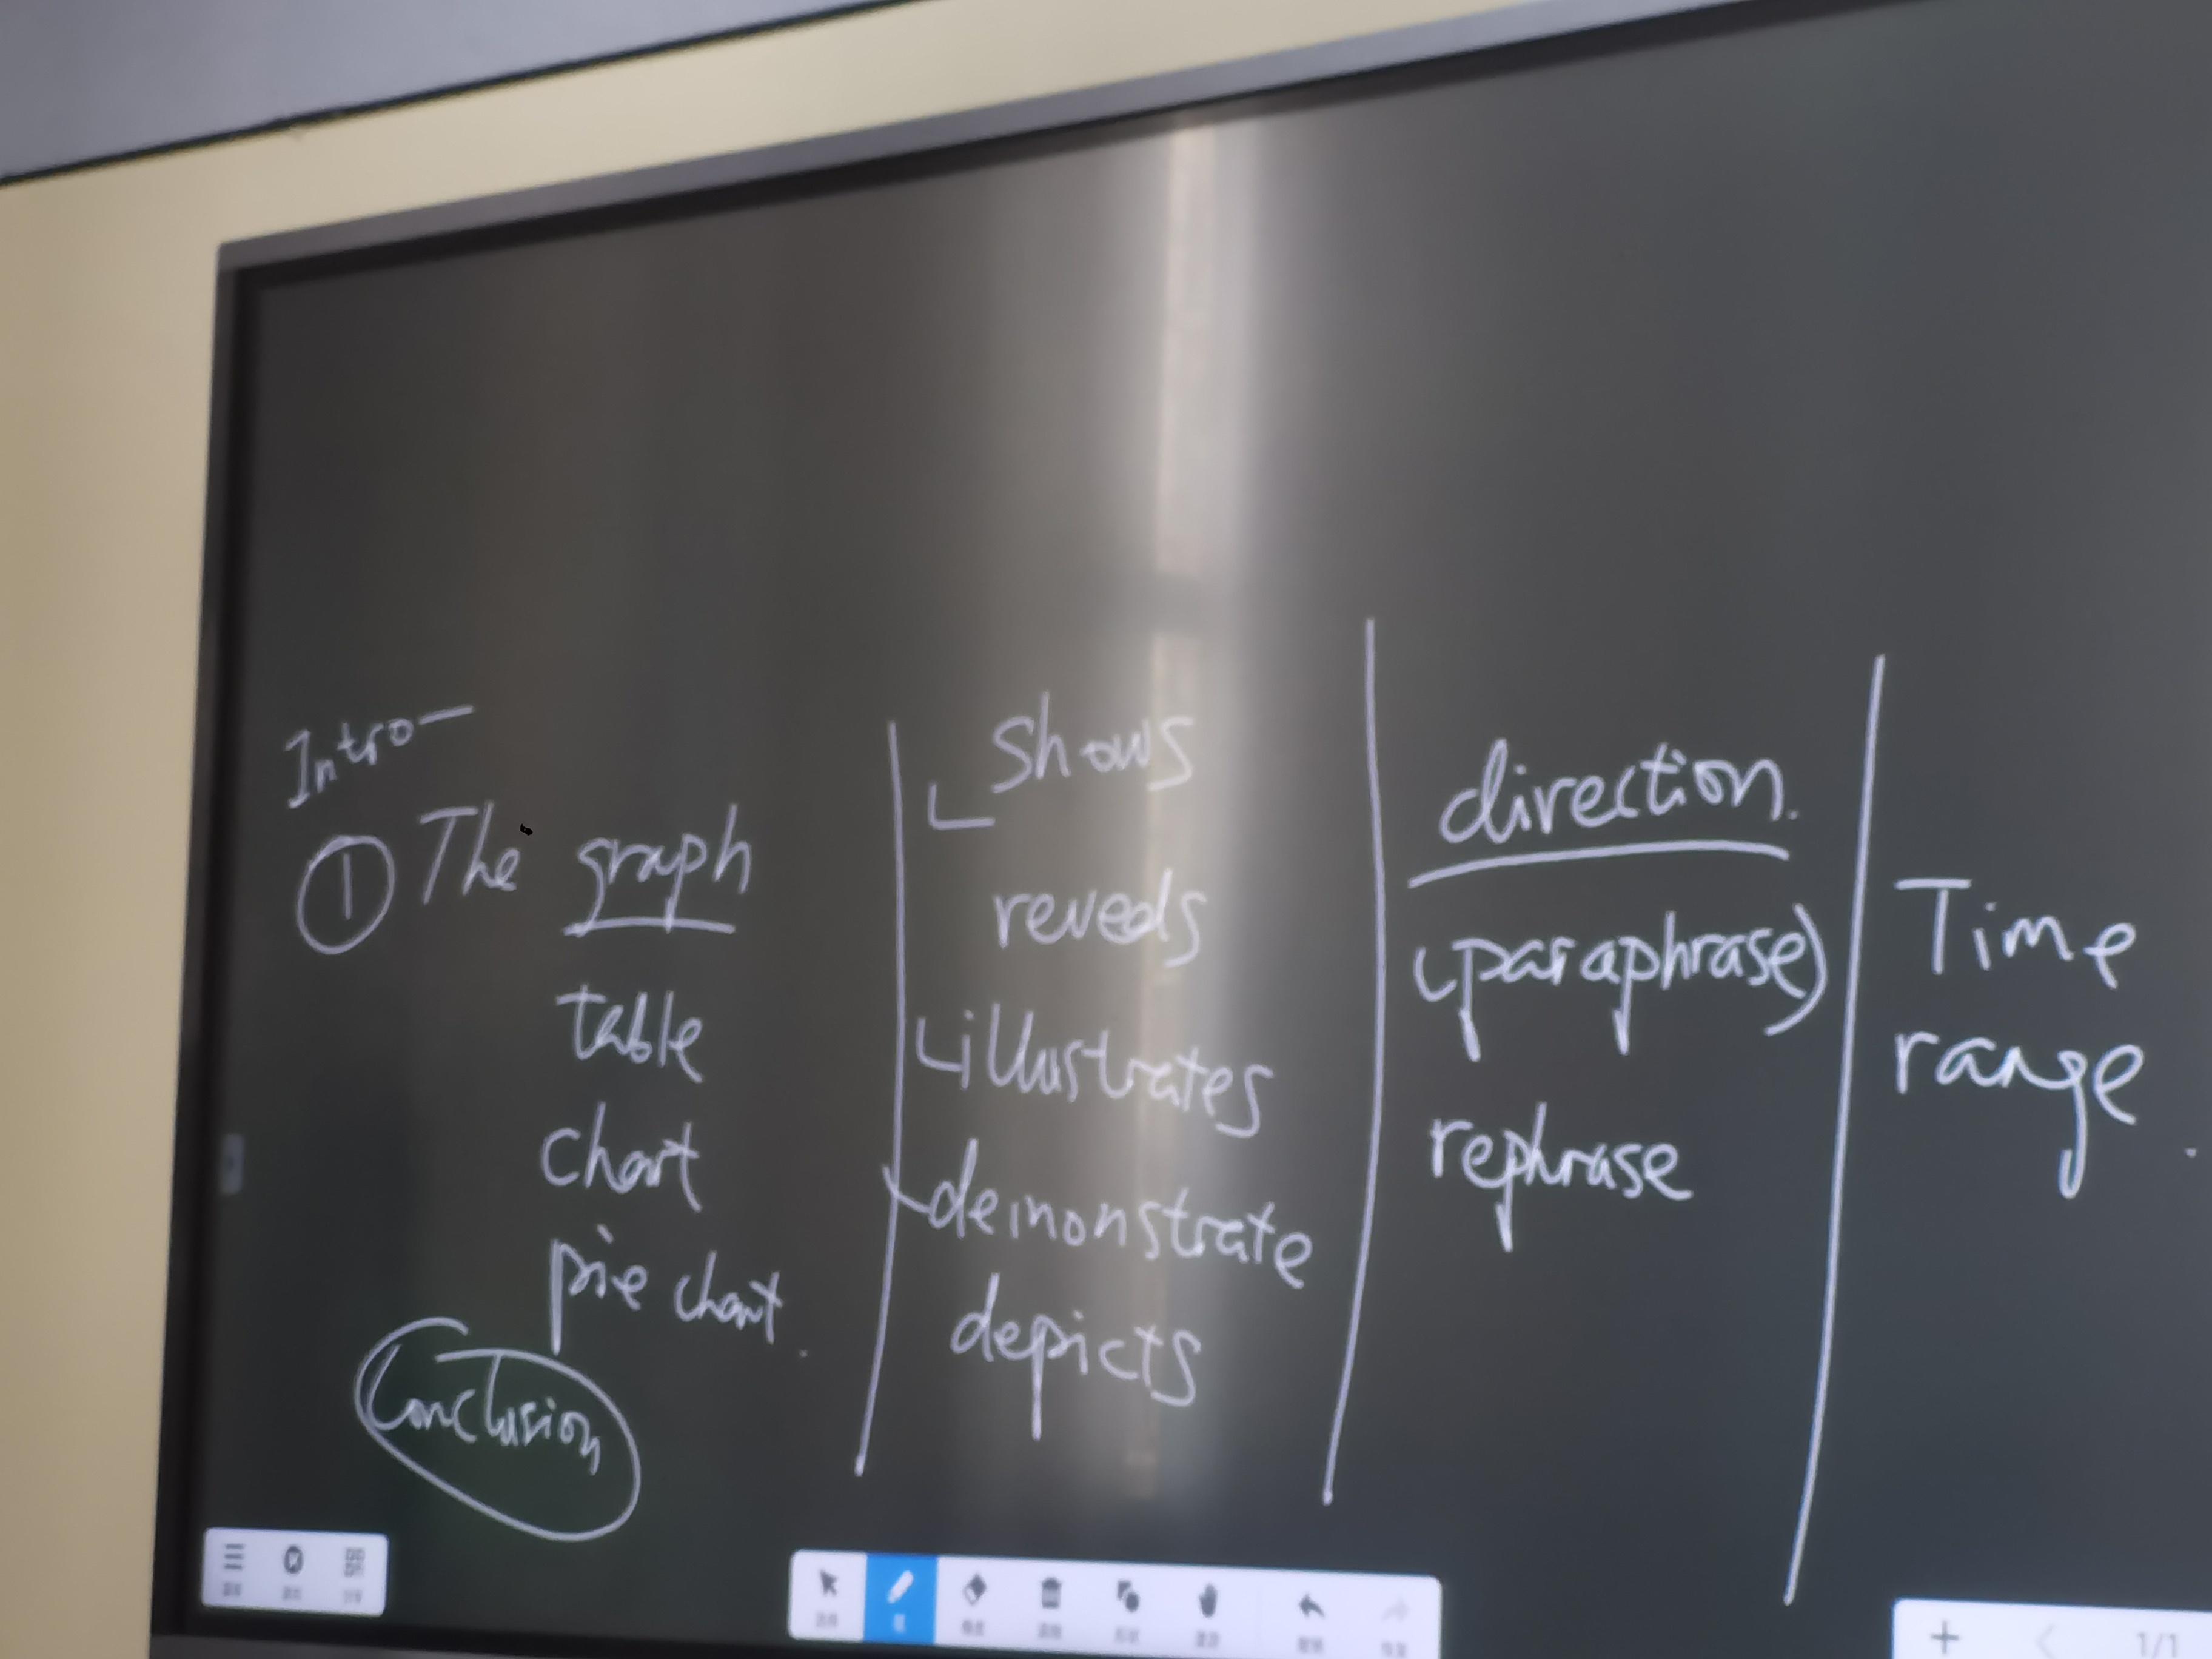 Intro—
① The graph
table
chart
pie chart.
Conclusion
shows
reveals
illustrates
demonstrate
depicts
direction.
(paraphrase)
rephrase
Time
range
1/1